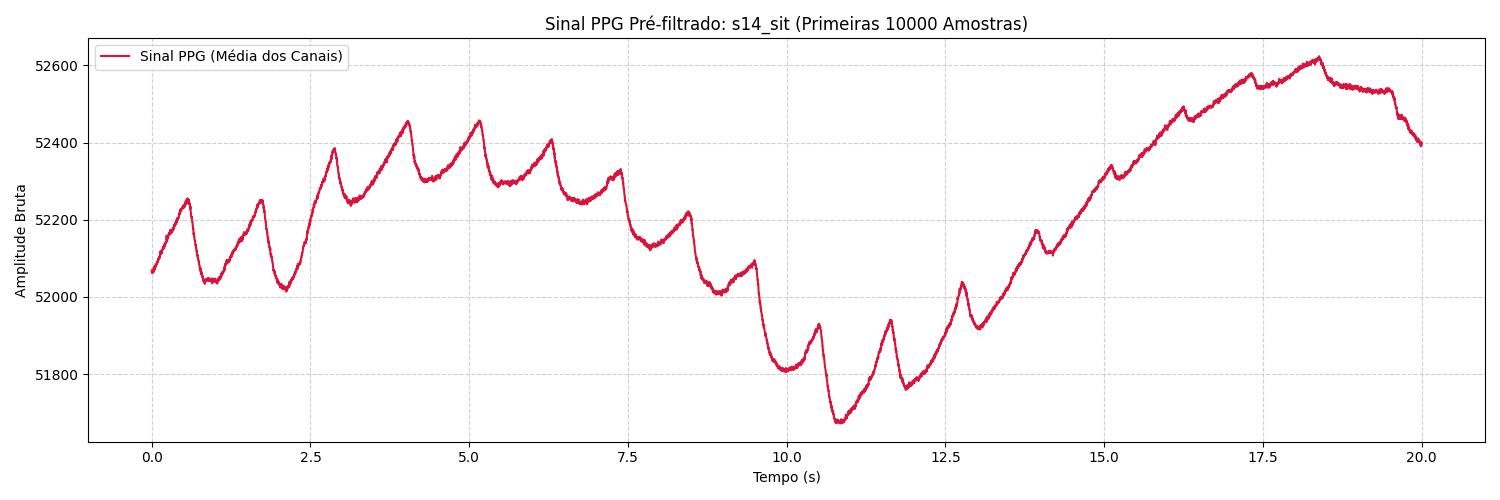 Sinal PPG Pré-filtrado: s14_sit (Primeiras 10000 Amostras)
Sinal PPG (Média dos Canais)
Amplitude Bruta
52600
52400
52200
52000
51800
0.0 2.5 5.0 7.5 10.0 12.5 15.0 17.5 20.0
Tempo (s)